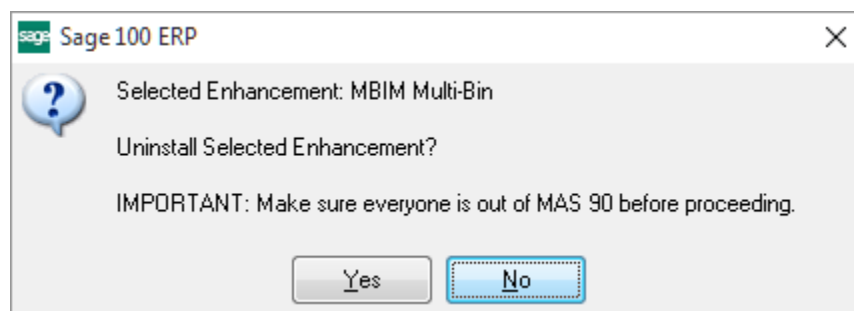 sage Sage 100 ERP
Selected Enhancement: MBIM Multi-Bin
Uninstall Selected Enhancement?
IMPORTANT: Make sure everyone is out of MAS 90 before proceeding.
Yes No